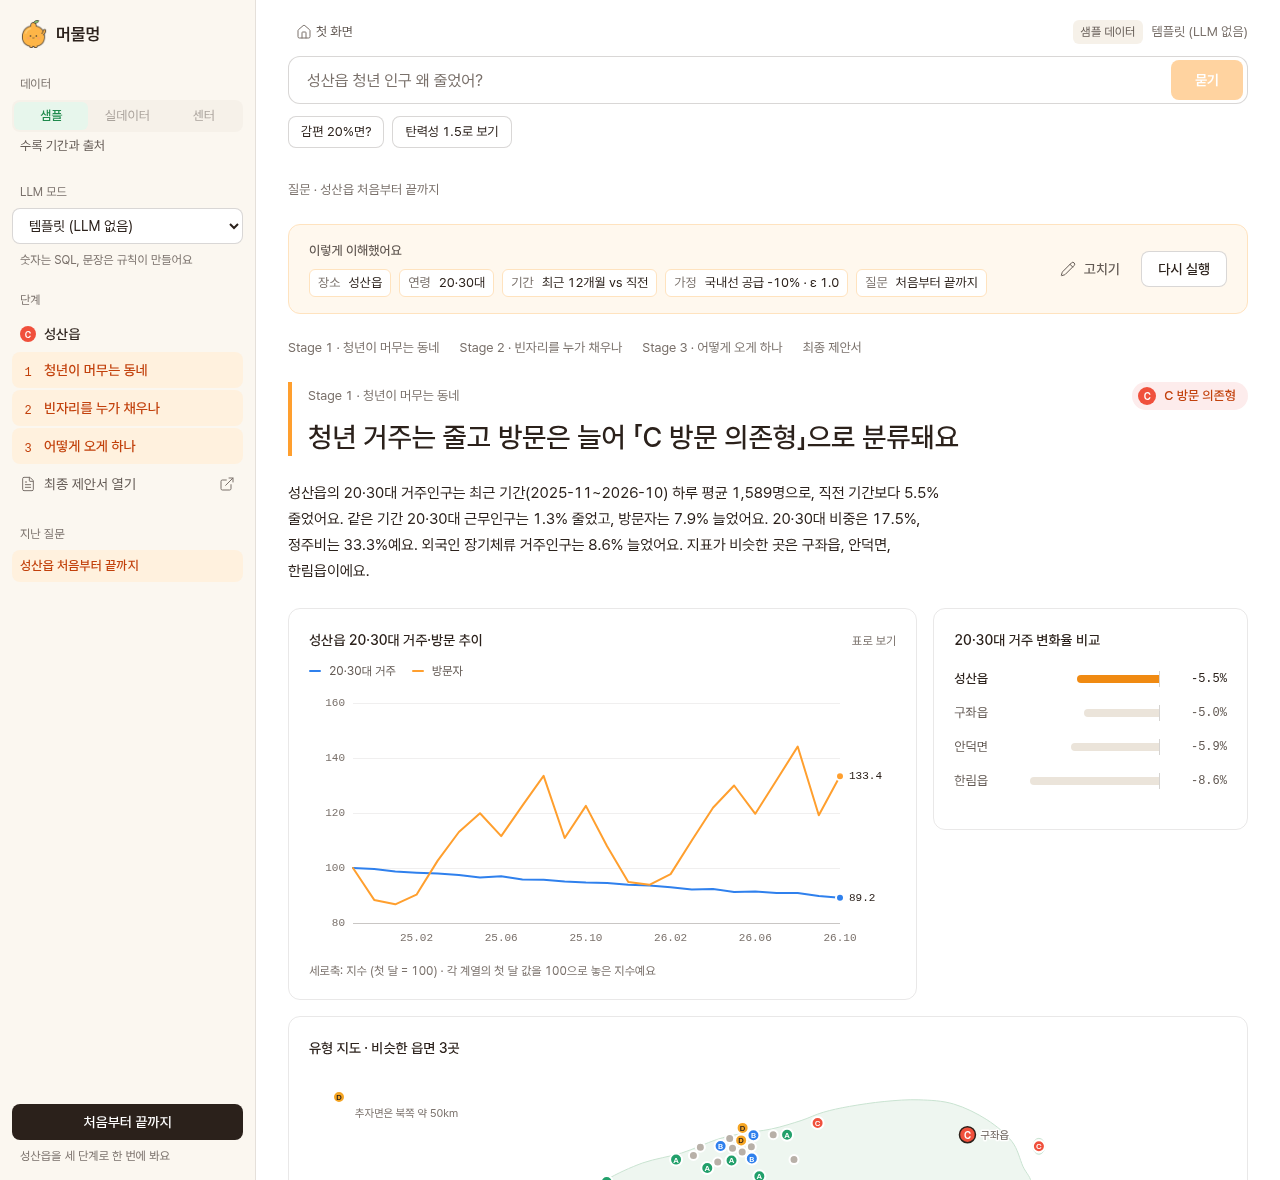 머물멍
데이터
샘플 실데이터 센터
수록 기간과 출처
LLM 모드
템플릿 (LLM 없음)
숫자는 SQL, 문장은 규칙이 만들어요
단계
C 성산읍
1 청년이 머무는 동네
2 빈자리를 누가 채우나
3 어떻게 오게 하나
최종 제안서 열기
지난 질문
성산읍 처음부터 끝까지
처음부터 끝까지
성산읍을 세 단계로 한 번에 봐요
첫 화면
샘플 데이터 템플릿 (LLM 없음)
성산읍 청년 인구 왜 줄었어? 묻기
감편 20%면? 탄력성 1.5로 보기
질문 · 성산읍 처음부터 끝까지
이렇게 이해했어요
장소 성산읍 연령 20·30대 기간 최근 12개월 vs 직전 가정 국내선 공급 -10% · ε 1.0 질문 처음부터 끝까지
고치기 다시 실행
Stage 1 · 청년이 머무는 동네 Stage 2 · 빈자리를 누가 채우나 Stage 3 · 어떻게 오게 하나 최종 제안서
Stage 1 · 청년이 머무는 동네
C C 방문 의존형
청년 거주는 줄고 방문은 늘어 「C 방문 의존형」으로 분류돼요
성산읍의 20·30대 거주인구는 최근 기간(2025-11~2026-10) 하루 평균 1,589명으로, 직전 기간보다 5.5%
줄었어요. 같은 기간 20·30대 근무인구는 1.3% 줄었고, 방문자는 7.9% 늘었어요. 20·30대 비중은 17.5%,
정주비는 33.3%예요. 외국인 장기체류 거주인구는 8.6% 늘었어요. 지표가 비슷한 곳은 구좌읍, 안덕면,
한림읍이에요.
성산읍 20·30대 거주·방문 추이 표로 보기
20·30대 거주 방문자
160
140
120
100
80
133.4
89.2
25.02 25.06 25.10 26.02 26.06 26.10
세로축: 지수 (첫 달 = 100) · 각 계열의 첫 달 값을 100으로 놓은 지수예요
20·30대 거주 변화율 비교
성산읍 -5.5%
구좌읍 -5.0%
안덕면 -5.9%
한림읍 -8.6%
유형 지도 · 비슷한 읍면 3곳
D
추자면은 북쪽 약 50km
C
D
B
A
C 구좌읍
D
B
C
A
A
B
A
A